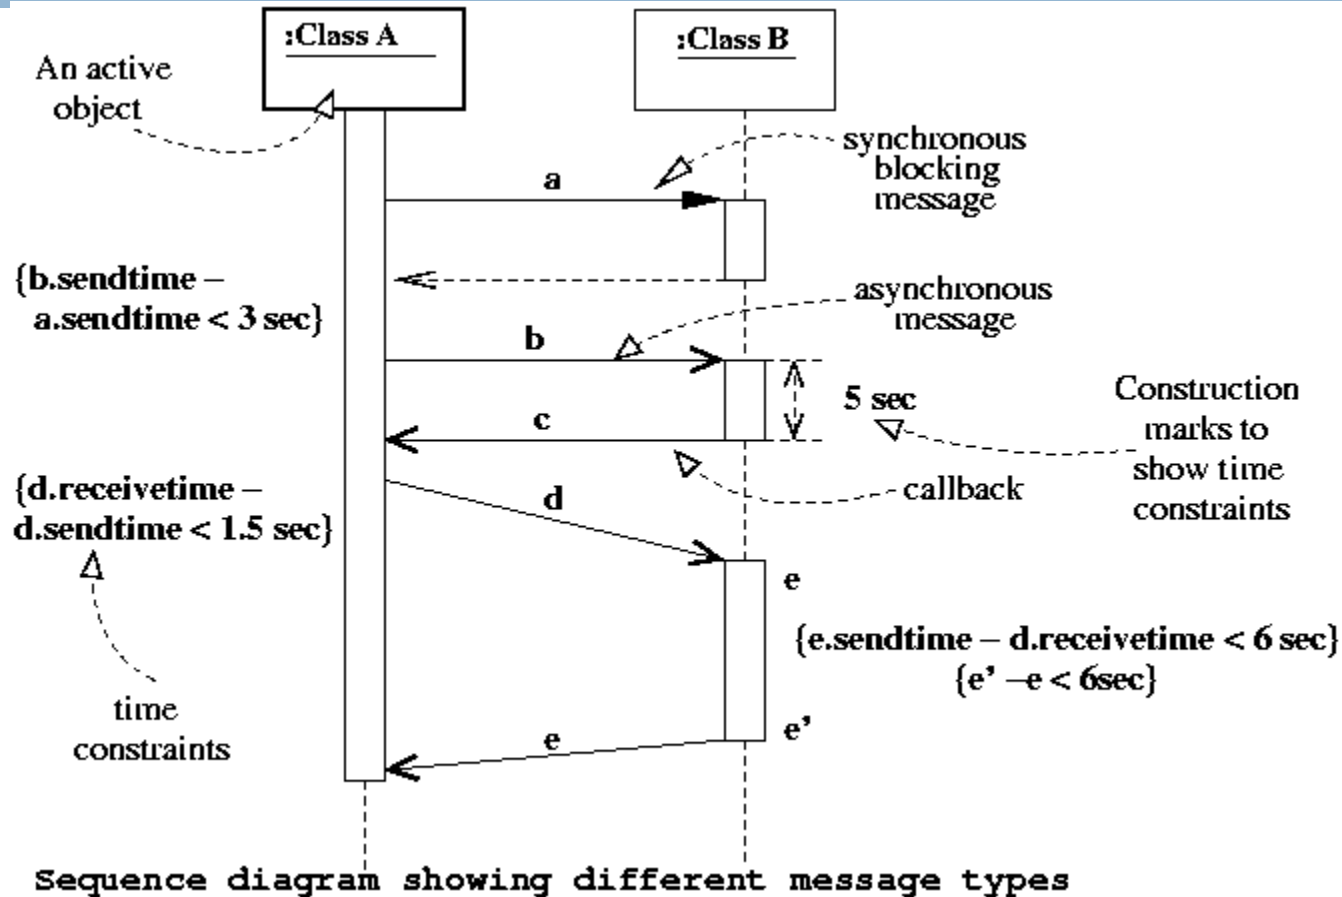 :Class A
:Class B
An active
object
synchronous
blocking
message
a
{b.sendtime –
a.sendtime < 3 sec}
asynchronous
message
b
5 sec
Construction
marks to
show time
constraints
c
callback
{d.receivetime –
d.sendtime < 1.5 sec}
d
e
{e.sendtime – d.receivetime < 6 sec}
{e’ –e < 6sec}
time
constraints
e’
e
Sequence diagram showing different message types